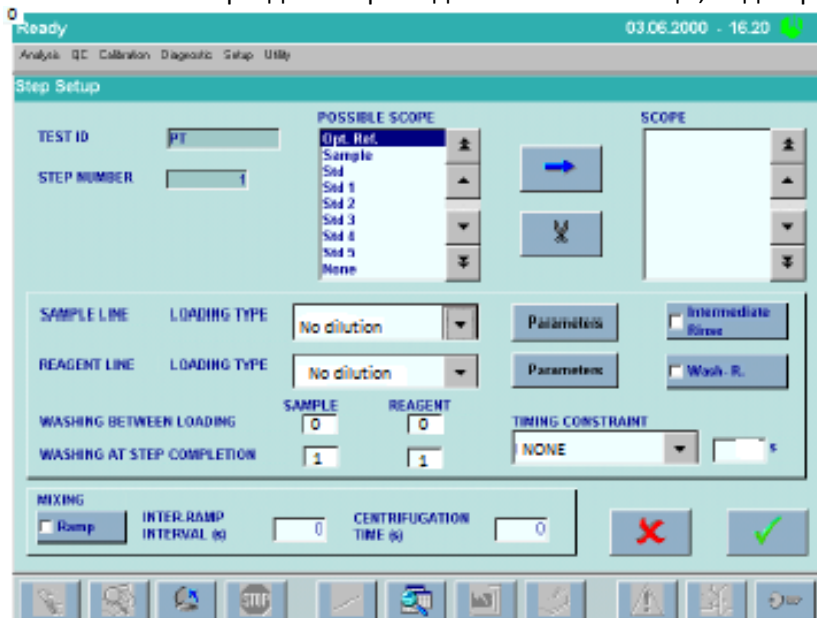 0
Ready 03.06.2000 - 16.20
Analysis QC Calibration Diagnostic Setup Utility
Step Setup
POSSIBLE SCOPE SCOPE
TEST ID PT
STEP NUMBER 1
Opt. Ref.
Sample
Std
Std 1
Std 2
Std 3
Std 4
Std 5
None
SAMPLE LINE LOADING TYPE No dilution Parameters Intermediate Rinse
REAGENT LINE LOADING TYPE No dilution Parameters Wash-R.
SAMPLE REAGENT
WASHING BETWEEN LOADING 0 0 TIMING CONSTRAINT
WASHING AT STEP COMPLETION 1 1 NONE s
MIXING
Ramp INTER.RAMP INTERVAL (s) 0 CENTRIFUGATION TIME (s) 0
STOP